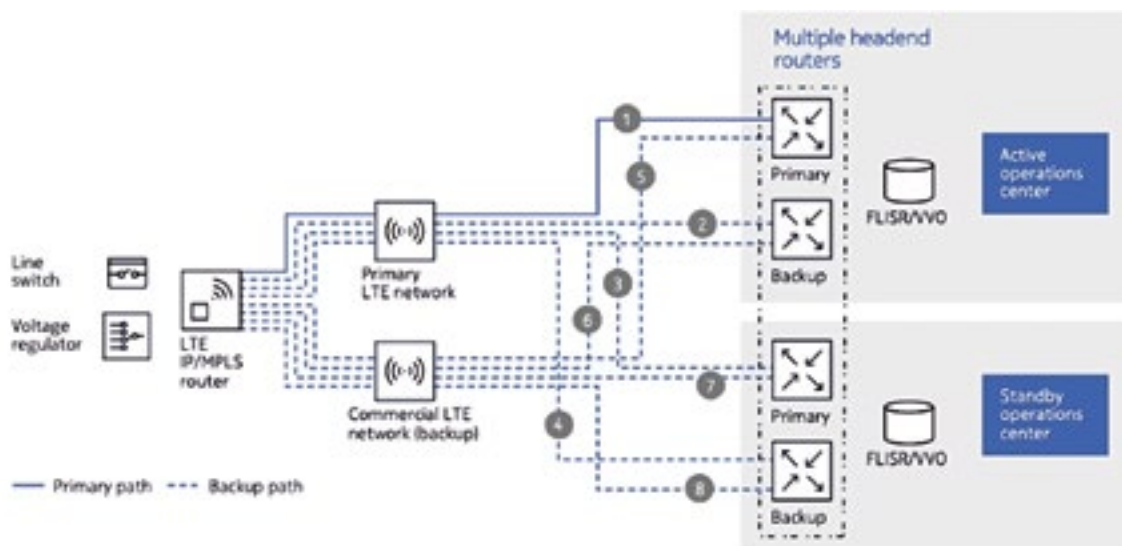 Multiple headend
routers
1
Primary
5
Active
operations
center
FLISR/VVO
2
Backup
Primary
LTE network
3
6
Line
switch
Voltage
regulator
LTE
IP/MPLS
router
7
Primary
Commercial LTE
network (backup)
4
Standby
operations
center
FLISR/VVO
8
Backup
Primary path
Backup path